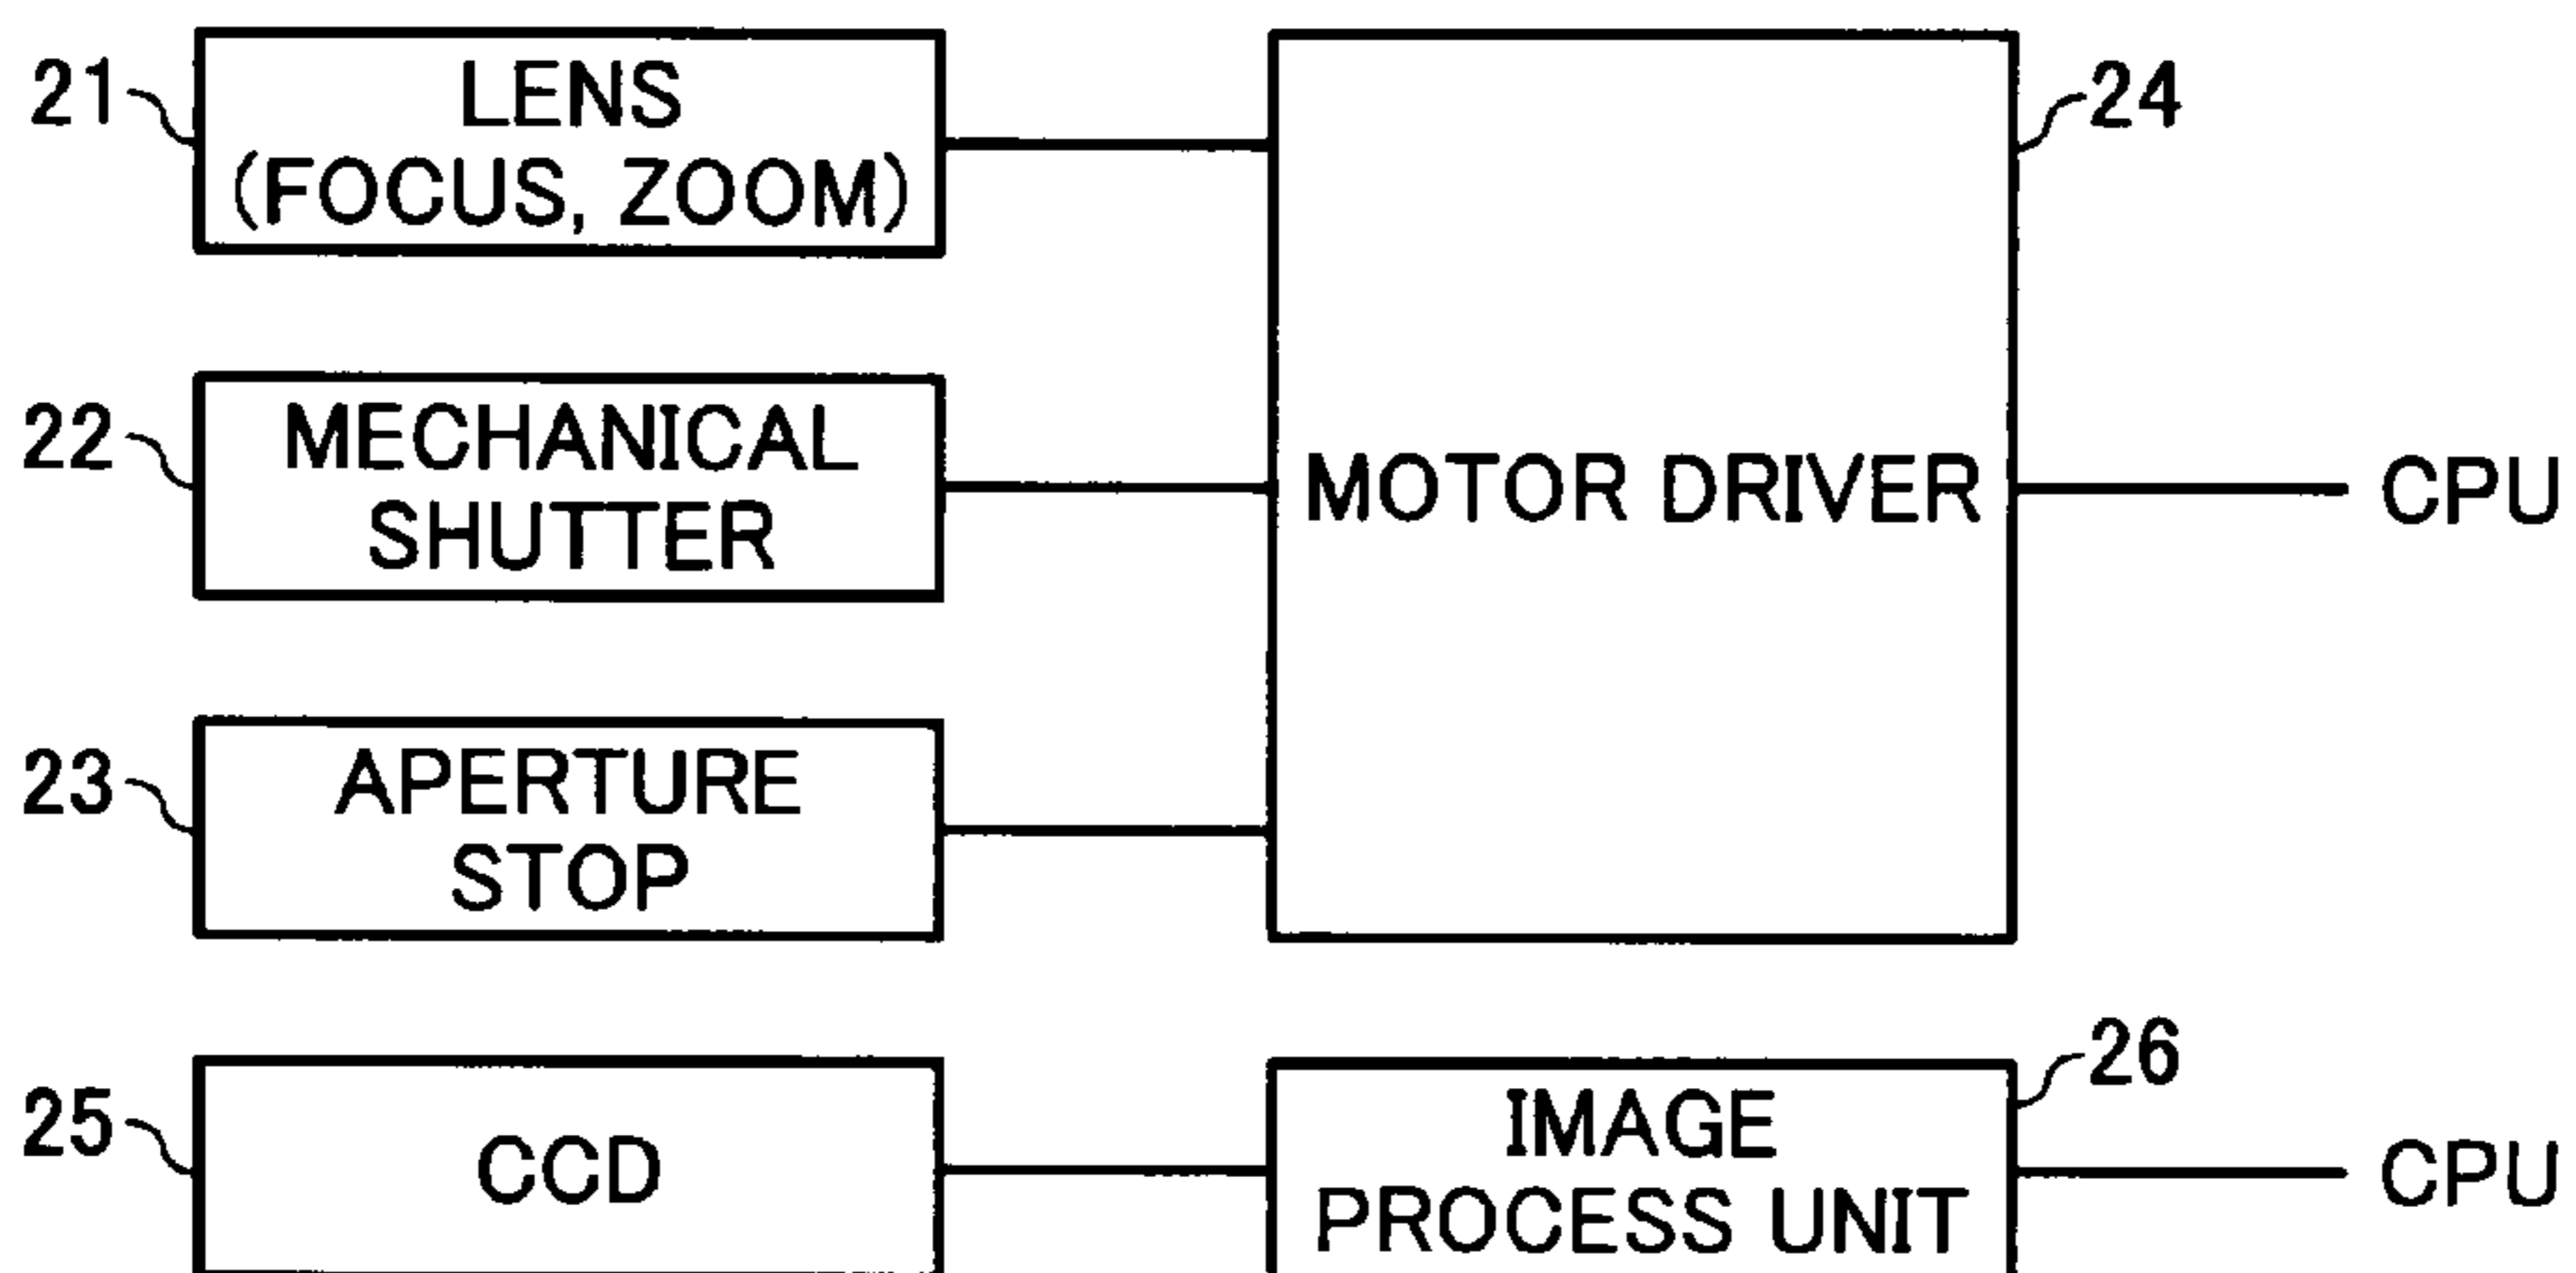 21
LENS
(FOCUS, ZOOM)
24
22
MECHANICAL
SHUTTER
MOTOR DRIVER
CPU
23
APERTURE
STOP
25
CCD
26
IMAGE
PROCESS UNIT
CPU